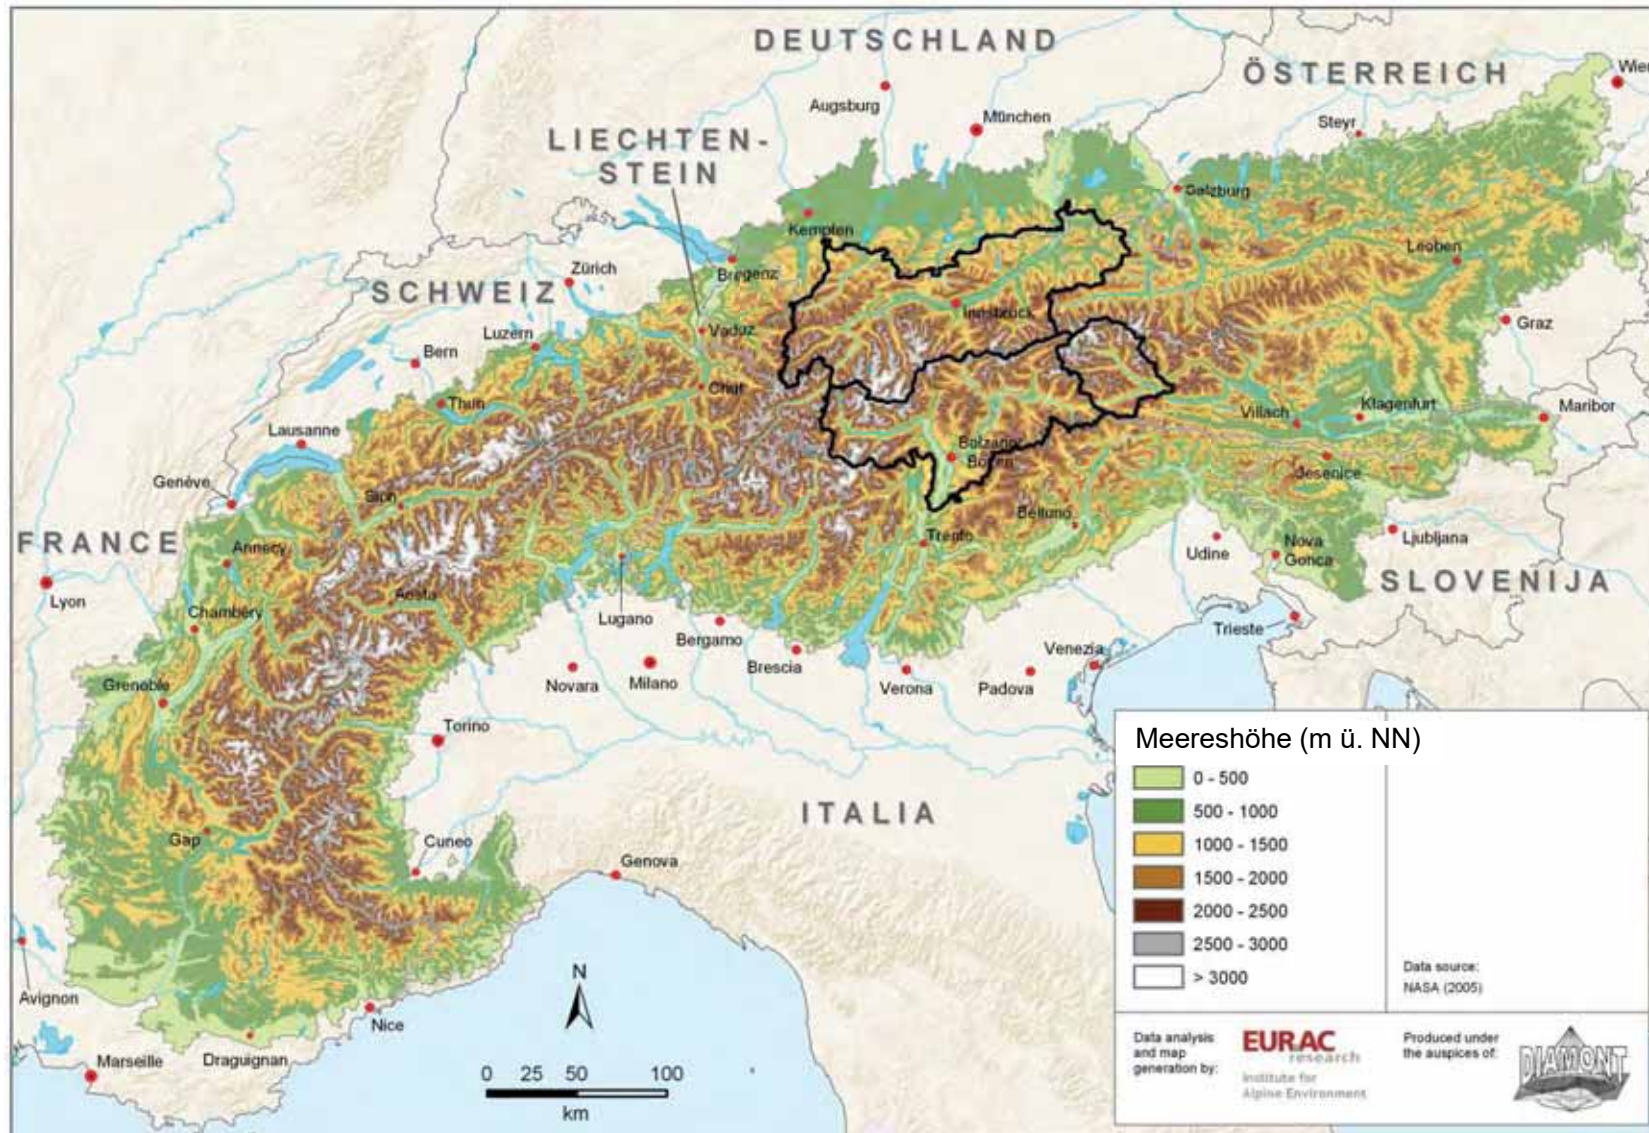 DEUTSCHLAND
ÖSTERREICH
Wien
Augsburg
München
Steyr
LIECHTEN-
STEIN
Salzburg
Kempten
Leoben
Bregenz
Zürich
SCHWEIZ
Innsbruck
Vaduz
Luzern
Graz
Bern
Chur
Thun
Villach
Klagenfurt
Maribor
Lausanne
Bolzano/
Bozen
Jesenice
Genève
Sion
Belluno
FRANCE
Annecy
Trento
Udine
Nova
Gorica
Ljubljana
SLOVENIJA
Lyon
Aosta
Chambéry
Lugano
Bergamo
Trieste
Brescia
Venezia
Grenoble
Novara
Milano
Verona
Padova
Torino
Meereshöhe (m ü. NN)
0 - 500
500 - 1000
1000 - 1500
1500 - 2000
2000 - 2500
2500 - 3000
> 3000
ITALIA
Gap
Cuneo
Genova
N
Avignon
Nice
Marseille
Draguignan
0 25 50 100
km
Data source:
NASA (2005)
Data analysis
and map
generation by:
EURAC
research
Institute for
Alpine Environment
Produced under
the auspices of:
DIAMONT